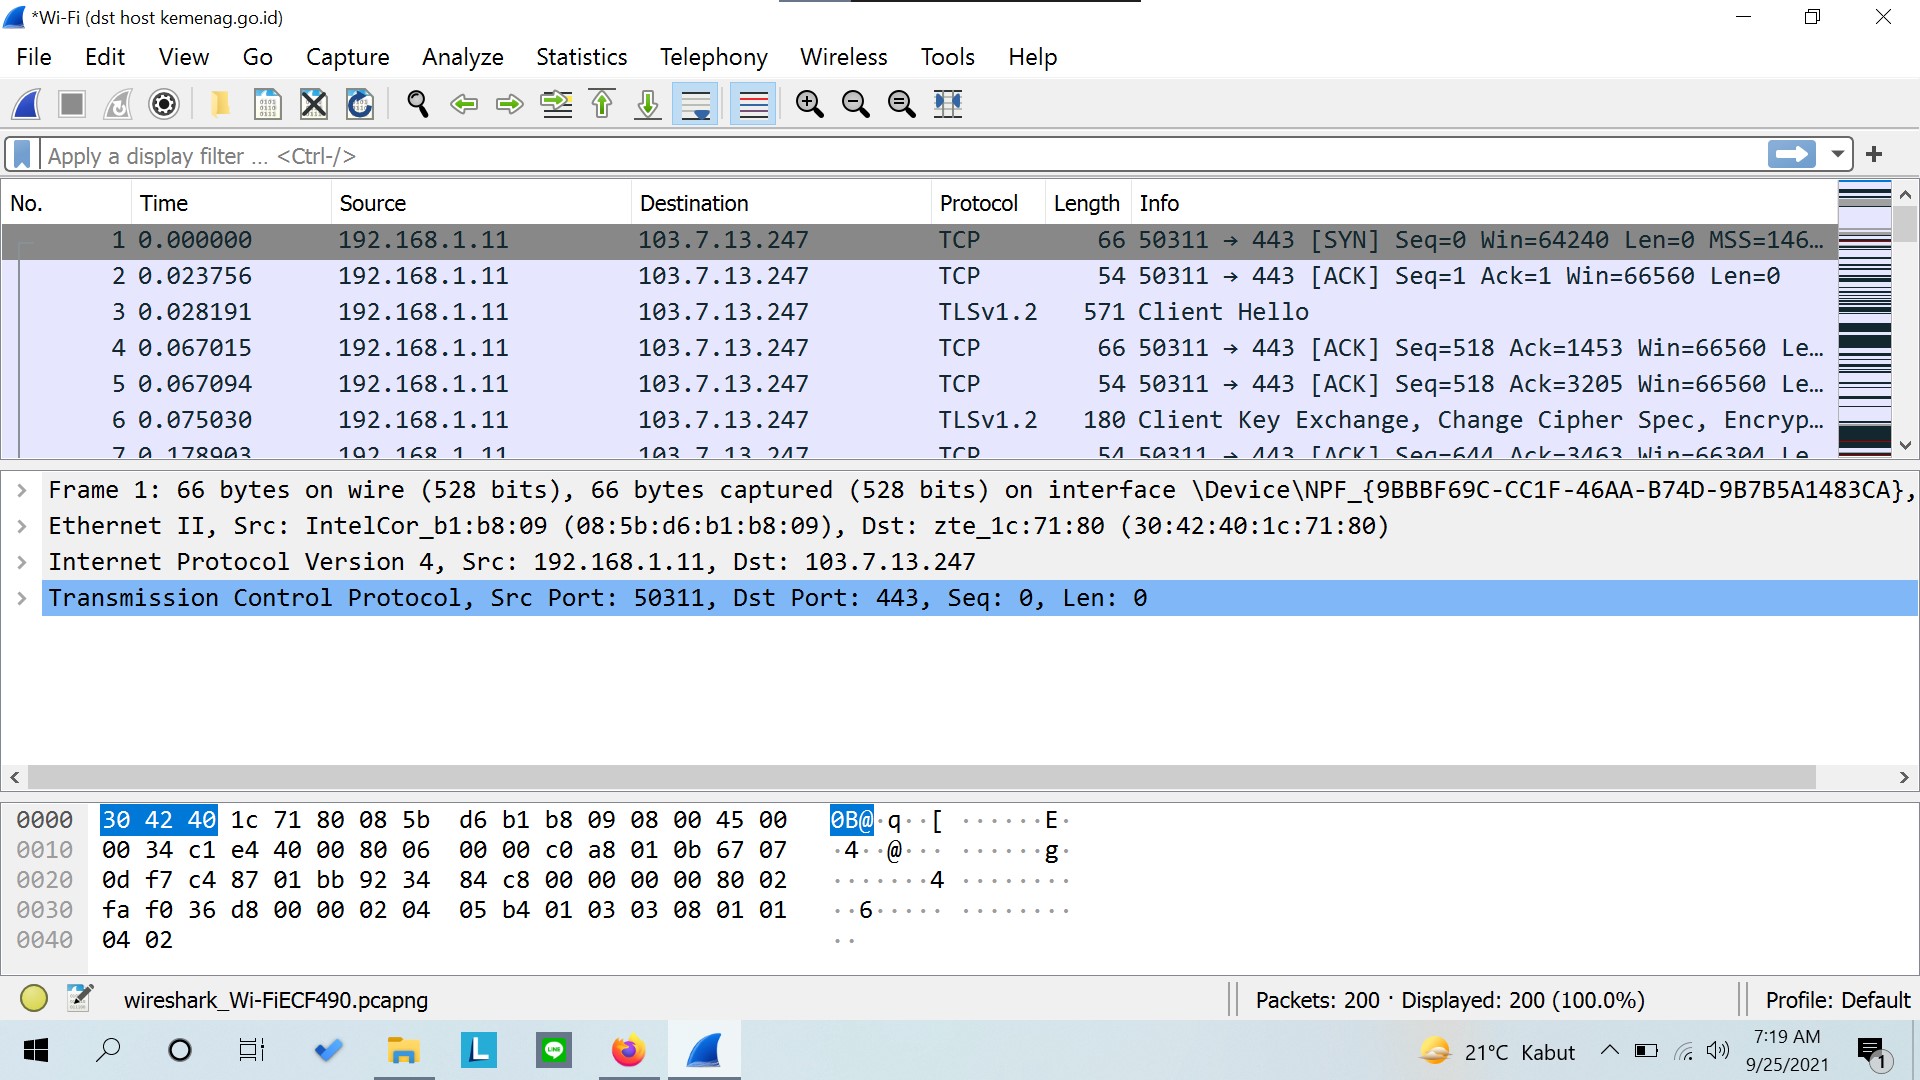 *Wi-Fi (dst host kemenag.go.id)
File Edit View Go Capture Analyze Statistics Telephony Wireless Tools Help
Apply a display filter … <Ctrl-/>
No. Time Source Destination Protocol Length Info
1 0.000000 192.168.1.11 103.7.13.247 TCP 66 50311 → 443 [SYN] Seq=0 Win=64240 Len=0 MSS=146…
2 0.023756 192.168.1.11 103.7.13.247 TCP 54 50311 → 443 [ACK] Seq=1 Ack=1 Win=66560 Len=0
3 0.028191 192.168.1.11 103.7.13.247 TLSv1.2 571 Client Hello
4 0.067015 192.168.1.11 103.7.13.247 TCP 66 50311 → 443 [ACK] Seq=518 Ack=1453 Win=66560 Le…
5 0.067094 192.168.1.11 103.7.13.247 TCP 54 50311 → 443 [ACK] Seq=518 Ack=3205 Win=66560 Le…
6 0.075030 192.168.1.11 103.7.13.247 TLSv1.2 180 Client Key Exchange, Change Cipher Spec, Encryp…
7 0.178903 192.168.1.11 103.7.13.247 TCP 54 50311 → 443 [ACK] Seq=644 Ack=3463 Win=66304 Le
Frame 1: 66 bytes on wire (528 bits), 66 bytes captured (528 bits) on interface \Device\NPF_{9BBBF69C-CC1F-46AA-B74D-9B7B5A1483CA},
Ethernet II, Src: IntelCor_b1:b8:09 (08:5b:d6:b1:b8:09), Dst: zte_1c:71:80 (30:42:40:1c:71:80)
Internet Protocol Version 4, Src: 192.168.1.11, Dst: 103.7.13.247
Transmission Control Protocol, Src Port: 50311, Dst Port: 443, Seq: 0, Len: 0
0000 30 42 40 1c 71 80 08 5b d6 b1 b8 09 08 00 45 00 0B@·q··[ ······E·
0010 00 34 c1 e4 40 00 80 06 00 00 c0 a8 01 0b 67 07 ·4··@··· ······g·
0020 0d f7 c4 87 01 bb 92 34 84 c8 00 00 00 00 80 02 ·······4 ········
0030 fa f0 36 d8 00 00 02 04 05 b4 01 03 03 08 01 01 ··6····· ········
0040 04 02 ··
wireshark_Wi-FiECF490.pcapng Packets: 200 · Displayed: 200 (100.0%) Profile: Default
L LINE 21°C Kabut 7:19 AM
9/25/2021 1